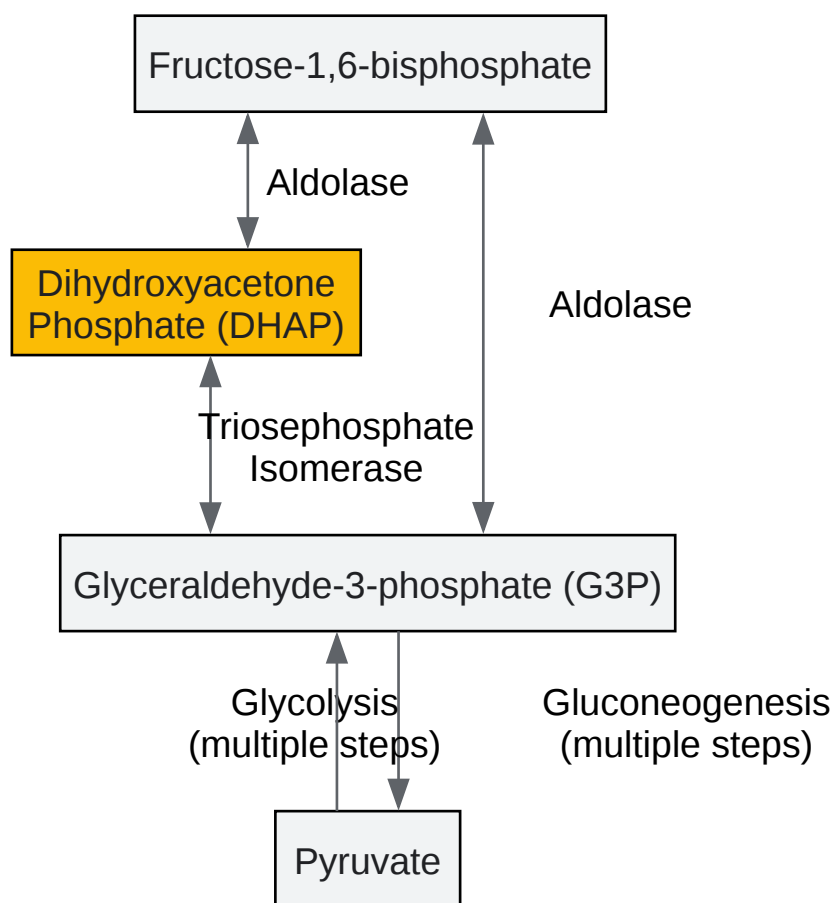 Fructose-1,6-bisphosphate
Aldolase
Dihydroxyacetone
Phosphate (DHAP)
Aldolase
Triosephosphate
Isomerase
Glyceraldehyde-3-phosphate (G3P)
Glycolysis
(multiple steps)
Gluconeogenesis
(multiple steps)
Pyruvate